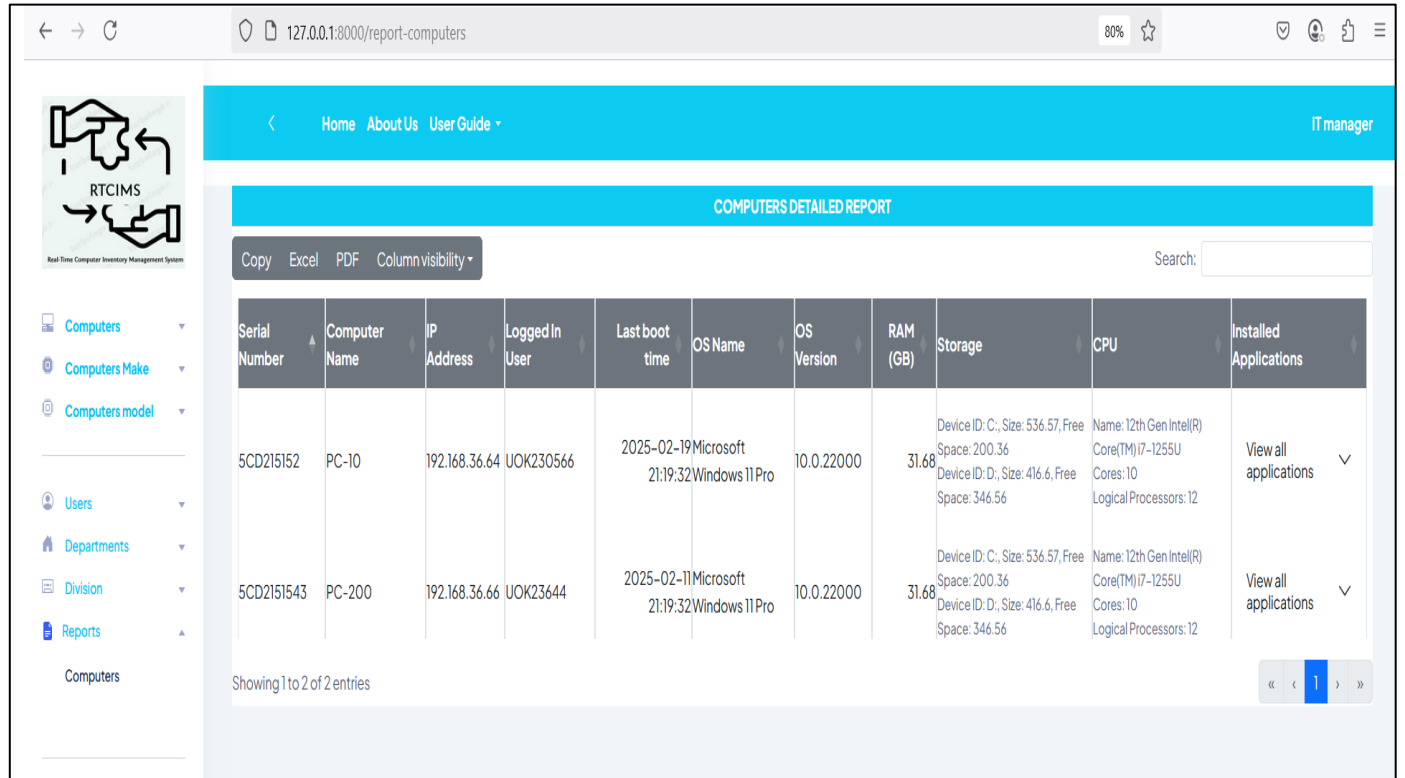 127.0.0.1:8000/report-computers
80%
RTCIMS
Real-Time Computer Inventory Management System
Home About Us User Guide
IT manager
COMPUTERS DETAILED REPORT
Copy Excel PDF Column visibility
Search:
Computers
Computers Make
Computers model
Users
Departments
Division
Reports
Computers
Serial
Number
Computer
Name
IP
Address
Logged In
User
Last boot
time
OS Name
OS
Version
RAM
(GB)
Storage
CPU
Installed
Applications
5CD215152
PC-10
192.168.36.64
UOK230566
2025-02-19
21:19:32
Microsoft
Windows 11 Pro
10.0.22000
31.68
Device ID: C:, Size: 536.57, Free
Space: 200.36
Device ID: D:, Size: 416.6, Free
Space: 346.56
Name: 12th Gen Intel(R)
Core(TM) i7-1255U
Cores: 10
Logical Processors: 12
View all
applications
5CD2151543
PC-200
192.168.36.66
UOK23644
2025-02-11
21:19:32
Microsoft
Windows 11 Pro
10.0.22000
31.68
Device ID: C:, Size: 536.57, Free
Space: 200.36
Device ID: D:, Size: 416.6, Free
Space: 346.56
Name: 12th Gen Intel(R)
Core(TM) i7-1255U
Cores: 10
Logical Processors: 12
View all
applications
Showing 1 to 2 of 2 entries
« ‹ 1 › »